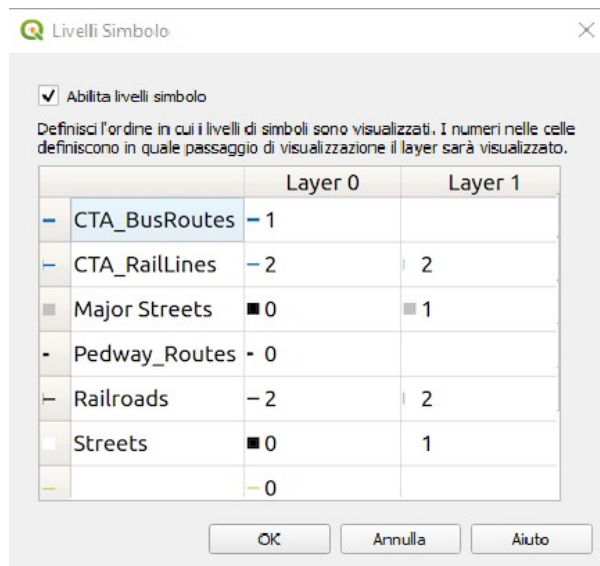 Livelli Simbolo
Abilita livelli simbolo
Definisci l'ordine in cui i livelli di simboli sono visualizzati. I numeri nelle celle
definiscono in quale passaggio di visualizzazione il layer sarà visualizzato.
Layer 0 Layer 1
CTA_BusRoutes 1
CTA_RailLines 2 2
Major Streets 0 1
Pedway_Routes 0
Railroads 2 2
Streets 0 1
0
OK Annulla Aiuto